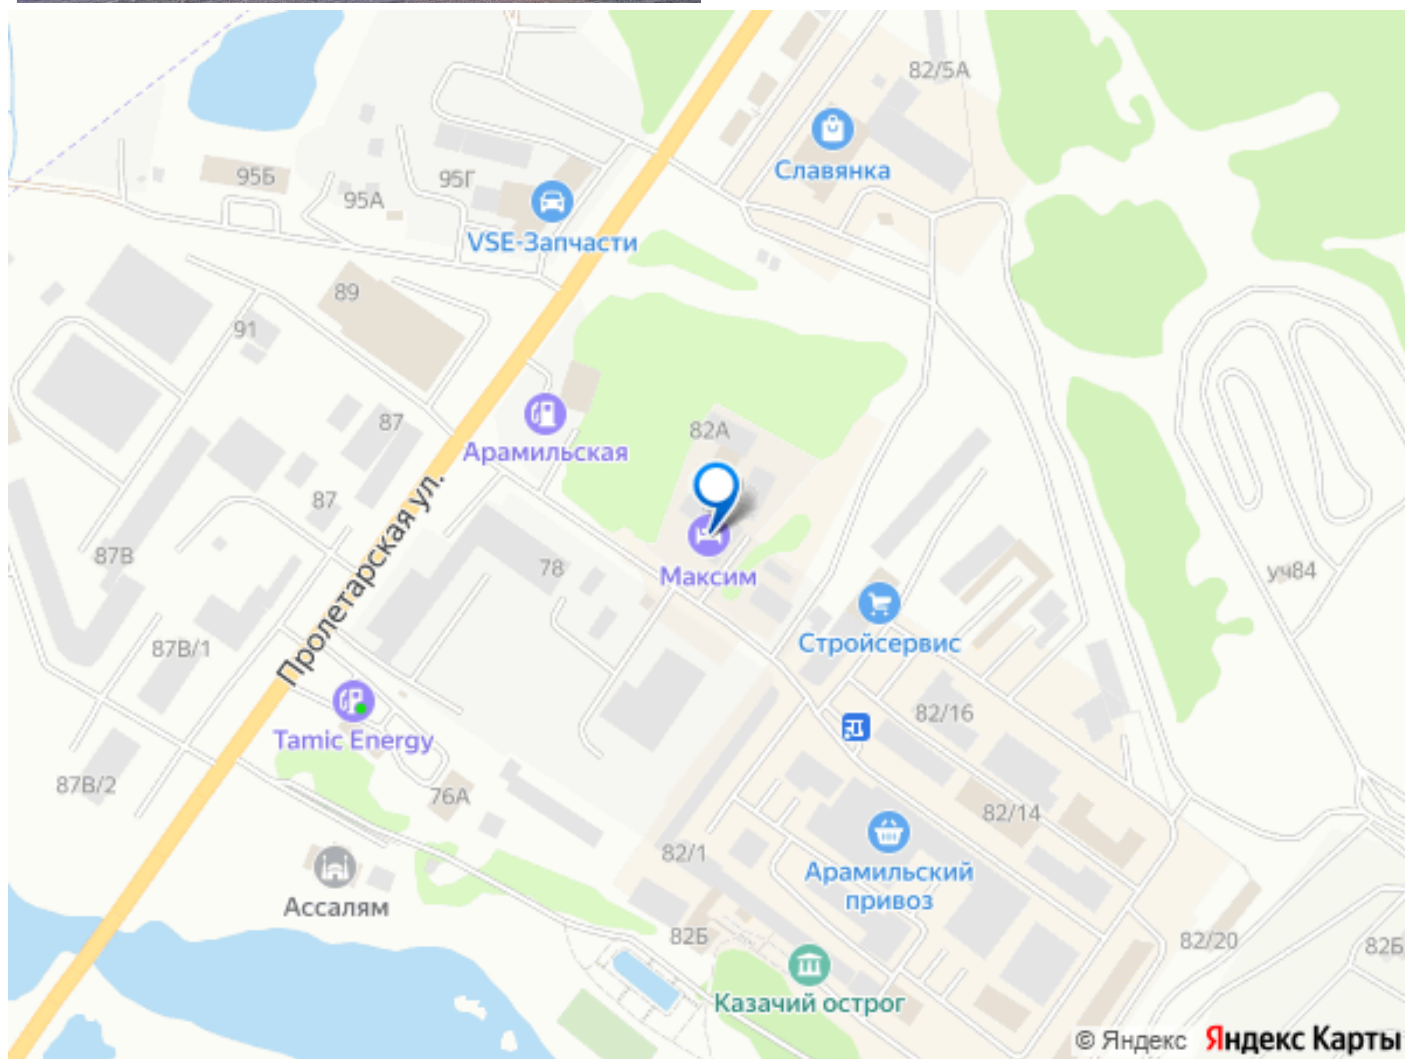 82/5А
Славянка
95Б
95Г
95А
VSE-Запчасти
89
91
87
82А
Арамильская
87
Пролетарская ул.
87В
78
Максим
уч84
Стройсервис
87В/1
82/16
Tamic Energy
87В/2
76А
82/14
82/1
Арамильский
привоз
Ассалям
82Б
82/20
82Б
Казачий острог
© Яндекс Яндекс Карты